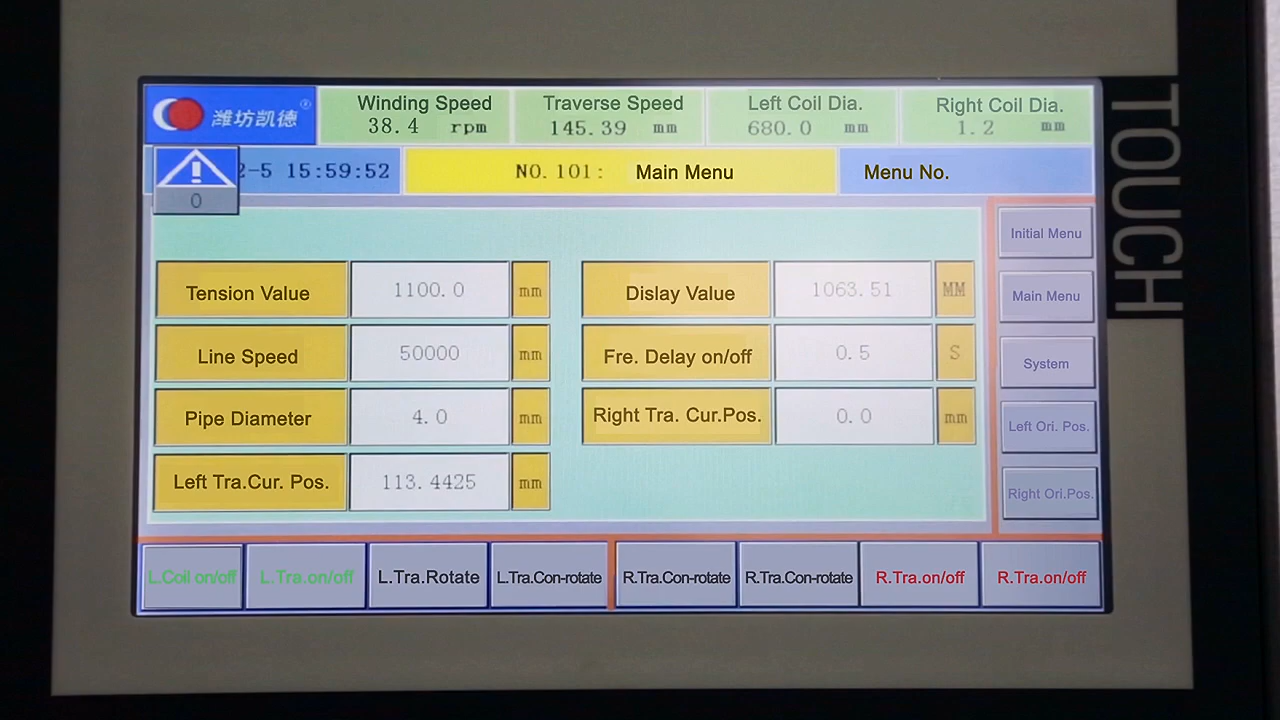 潍坊凯德®
Winding Speed
38.4 rpm
Traverse Speed
145.39 mm
Left Coil Dia.
680.0 mm
Right Coil Dia.
1.2 mm
0
2-5 15:59:52
NO.101: Main Menu
Menu No.
Tension Value 1100.0 mm
Dislay Value 1063.51 MM
Line Speed 50000 mm
Fre. Delay on/off 0.5 S
Pipe Diameter 4.0 mm
Right Tra. Cur.Pos. 0.0 mm
Left Tra.Cur. Pos. 113.4425 mm
Initial Menu
Main Menu
System
Left Ori. Pos.
Right Ori.Pos.
L.Coil on/off
L.Tra.on/off
L.Tra.Rotate
L.Tra.Con-rotate
R.Tra.Con-rotate
R.Tra.Con-rotate
R.Tra.on/off
R.Tra.on/off
TOUCH